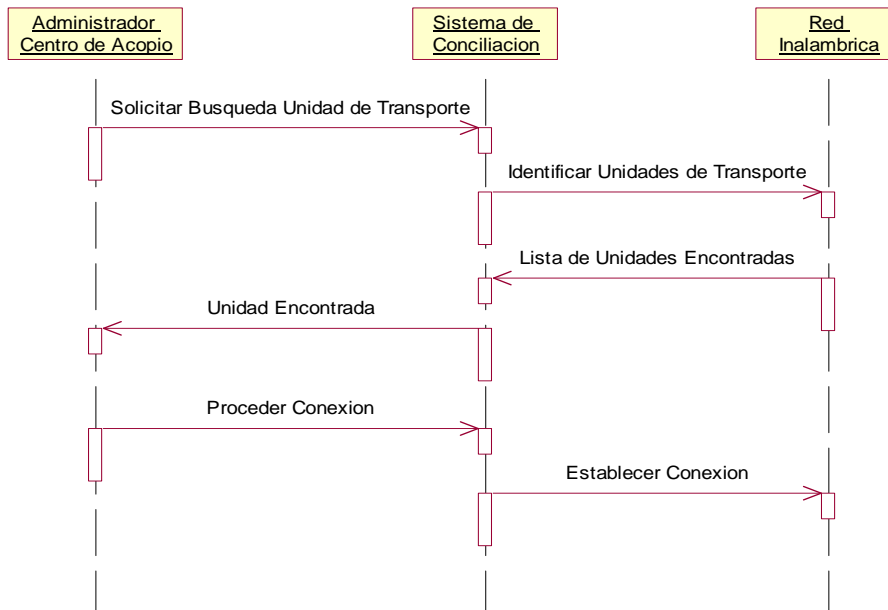 Administrador
Centro de Acopio
Sistema de
Conciliacion
Red
Inalambrica
Solicitar Busqueda Unidad de Transporte
Identificar Unidades de Transporte
Lista de Unidades Encontradas
Unidad Encontrada
Proceder Conexion
Establecer Conexion